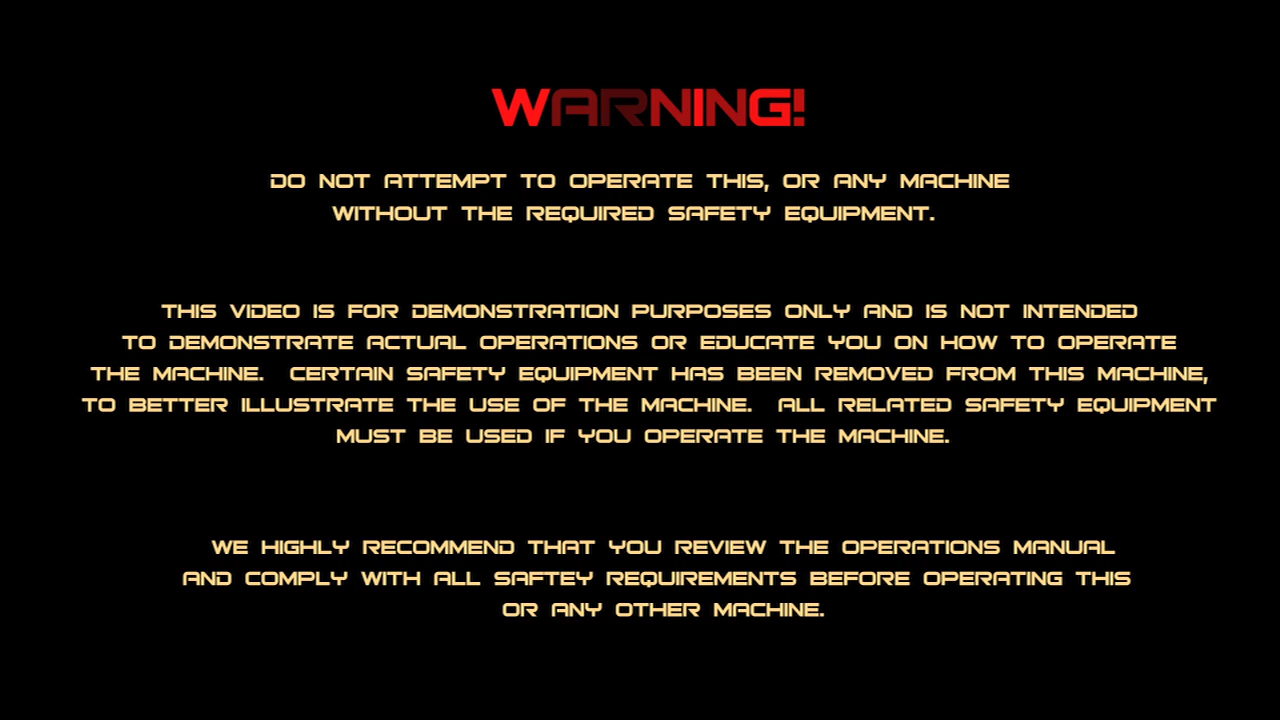 WARNING!
DO NOT ATTEMPT TO OPERATE THIS, OR ANY MACHINE
WITHOUT THE REQUIRED SAFETY EQUIPMENT.
THIS VIDEO IS FOR DEMONSTRATION PURPOSES ONLY AND IS NOT INTENDED
TO DEMONSTRATE ACTUAL OPERATIONS OR EDUCATE YOU ON HOW TO OPERATE
THE MACHINE. CERTAIN SAFETY EQUIPMENT HAS BEEN REMOVED FROM THIS MACHINE,
TO BETTER ILLUSTRATE THE USE OF THE MACHINE. ALL RELATED SAFETY EQUIPMENT
MUST BE USED IF YOU OPERATE THE MACHINE.
WE HIGHLY RECOMMEND THAT YOU REVIEW THE OPERATIONS MANUAL
AND COMPLY WITH ALL SAFTEY REQUIREMENTS BEFORE OPERATING THIS
OR ANY OTHER MACHINE.